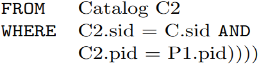 FROM Catalog C2
WHERE C2.sid = C.sid AND
C2.pid = P1.pid))))